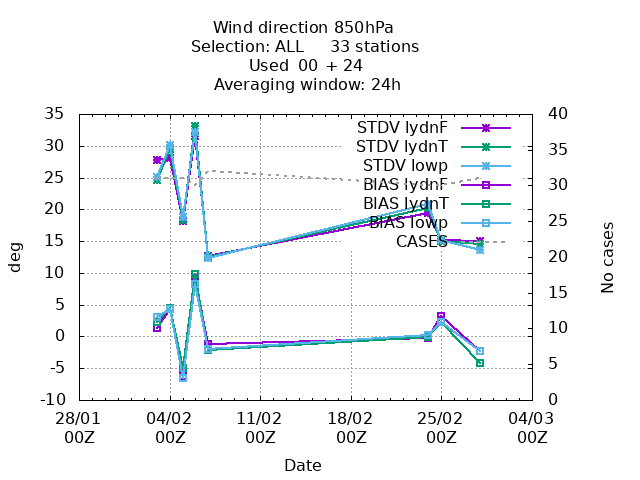 Wind direction 850hPa
Selection: ALL 33 stations
Used 00 + 24
Averaging window: 24h
35 40
STDV lydnF
30 35
STDV lydnT
STDV lowp
25 30
BIAS lydnF
20 BIAS lydnT
25
BIAS lowp
15 CASES
20
10
15
5
10
0
-5 5
-10 0
deg
No cases
28/01 04/02 11/02 18/02 25/02 04/03
00Z 00Z 00Z 00Z 00Z 00Z
Date